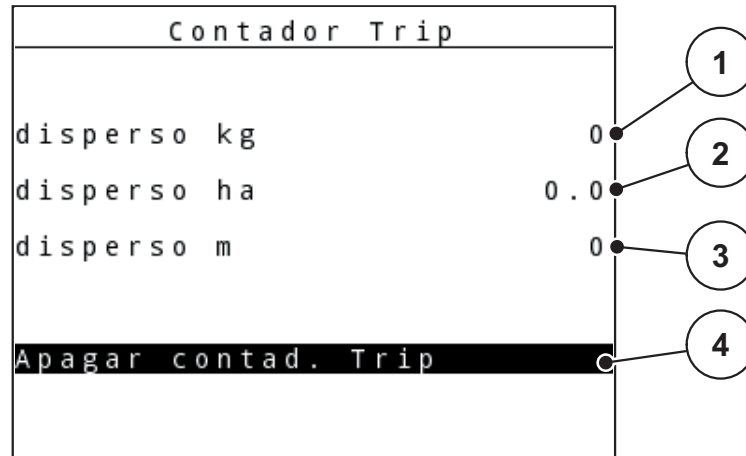 Contador Trip
1
disperso kg 0
2
disperso ha 0.0
disperso m 0
3
Apagar contad. Trip
4